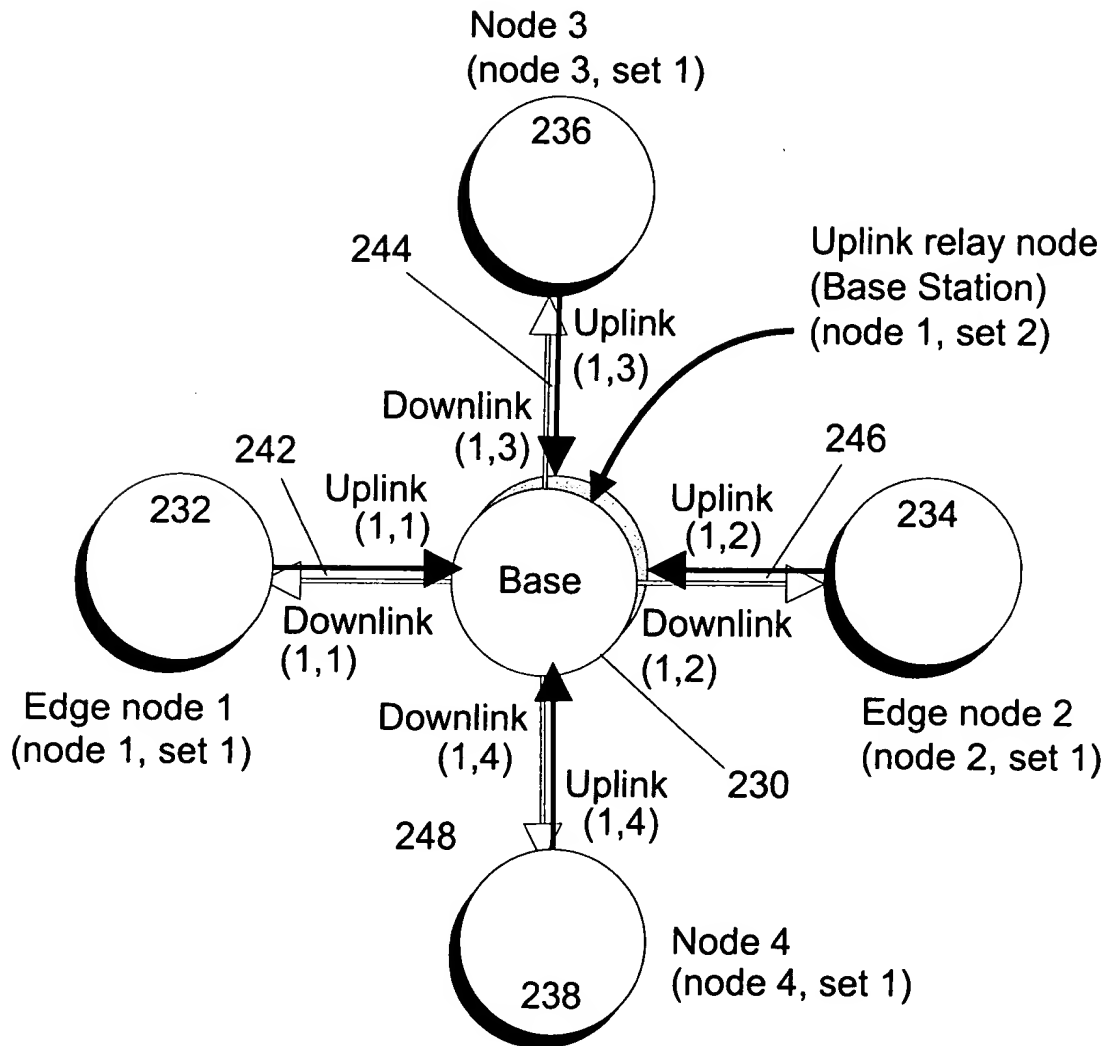 Node 3
(node 3, set 1)
236
244
Uplink relay node
(Base Station)
(node 1, set 2)
Uplink
(1,3)
Downlink
(1,3)
242
246
232
Uplink
(1,1)
Uplink
(1,2)
234
Base
Downlink
(1,1)
Downlink
(1,2)
Edge node 1
(node 1, set 1)
Downlink
(1,4)
Edge node 2
(node 2, set 1)
230
Uplink
(1,4)
248
Node 4
(node 4, set 1)
238